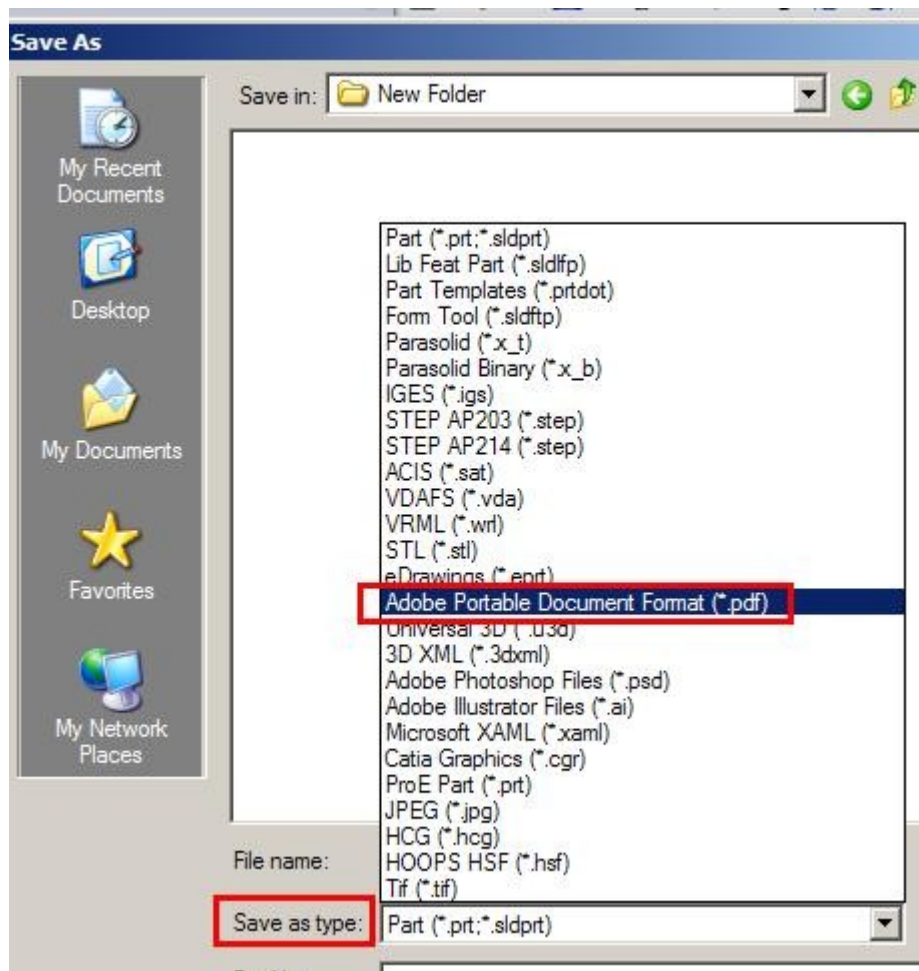 Save As
Save in:
New Folder
My Recent
Documents
Desktop
My Documents
Favorites
My Network
Places
Part (*.prt;*.sldprt)
Lib Feat Part (*.sldlfp)
Part Templates (*.prtdot)
Form Tool (*.sldftp)
Parasolid (*.x_t)
Parasolid Binary (*.x_b)
IGES (*.igs)
STEP AP203 (*.step)
STEP AP214 (*.step)
ACIS (*.sat)
VDAFS (*.vda)
VRML (*.wrl)
STL (*.stl)
eDrawings (*.eprt)
Adobe Portable Document Format (*.pdf)
Universal 3D (*.u3d)
3D XML (*.3dxml)
Adobe Photoshop Files (*.psd)
Adobe Illustrator Files (*.ai)
Microsoft XAML (*.xaml)
Catia Graphics (*.cgr)
ProE Part (*.prt)
JPEG (*.jpg)
HCG (*.hcg)
HOOPS HSF (*.hsf)
Tif (*.tif)
File name:
Save as type:
Part (*.prt;*.sldprt)